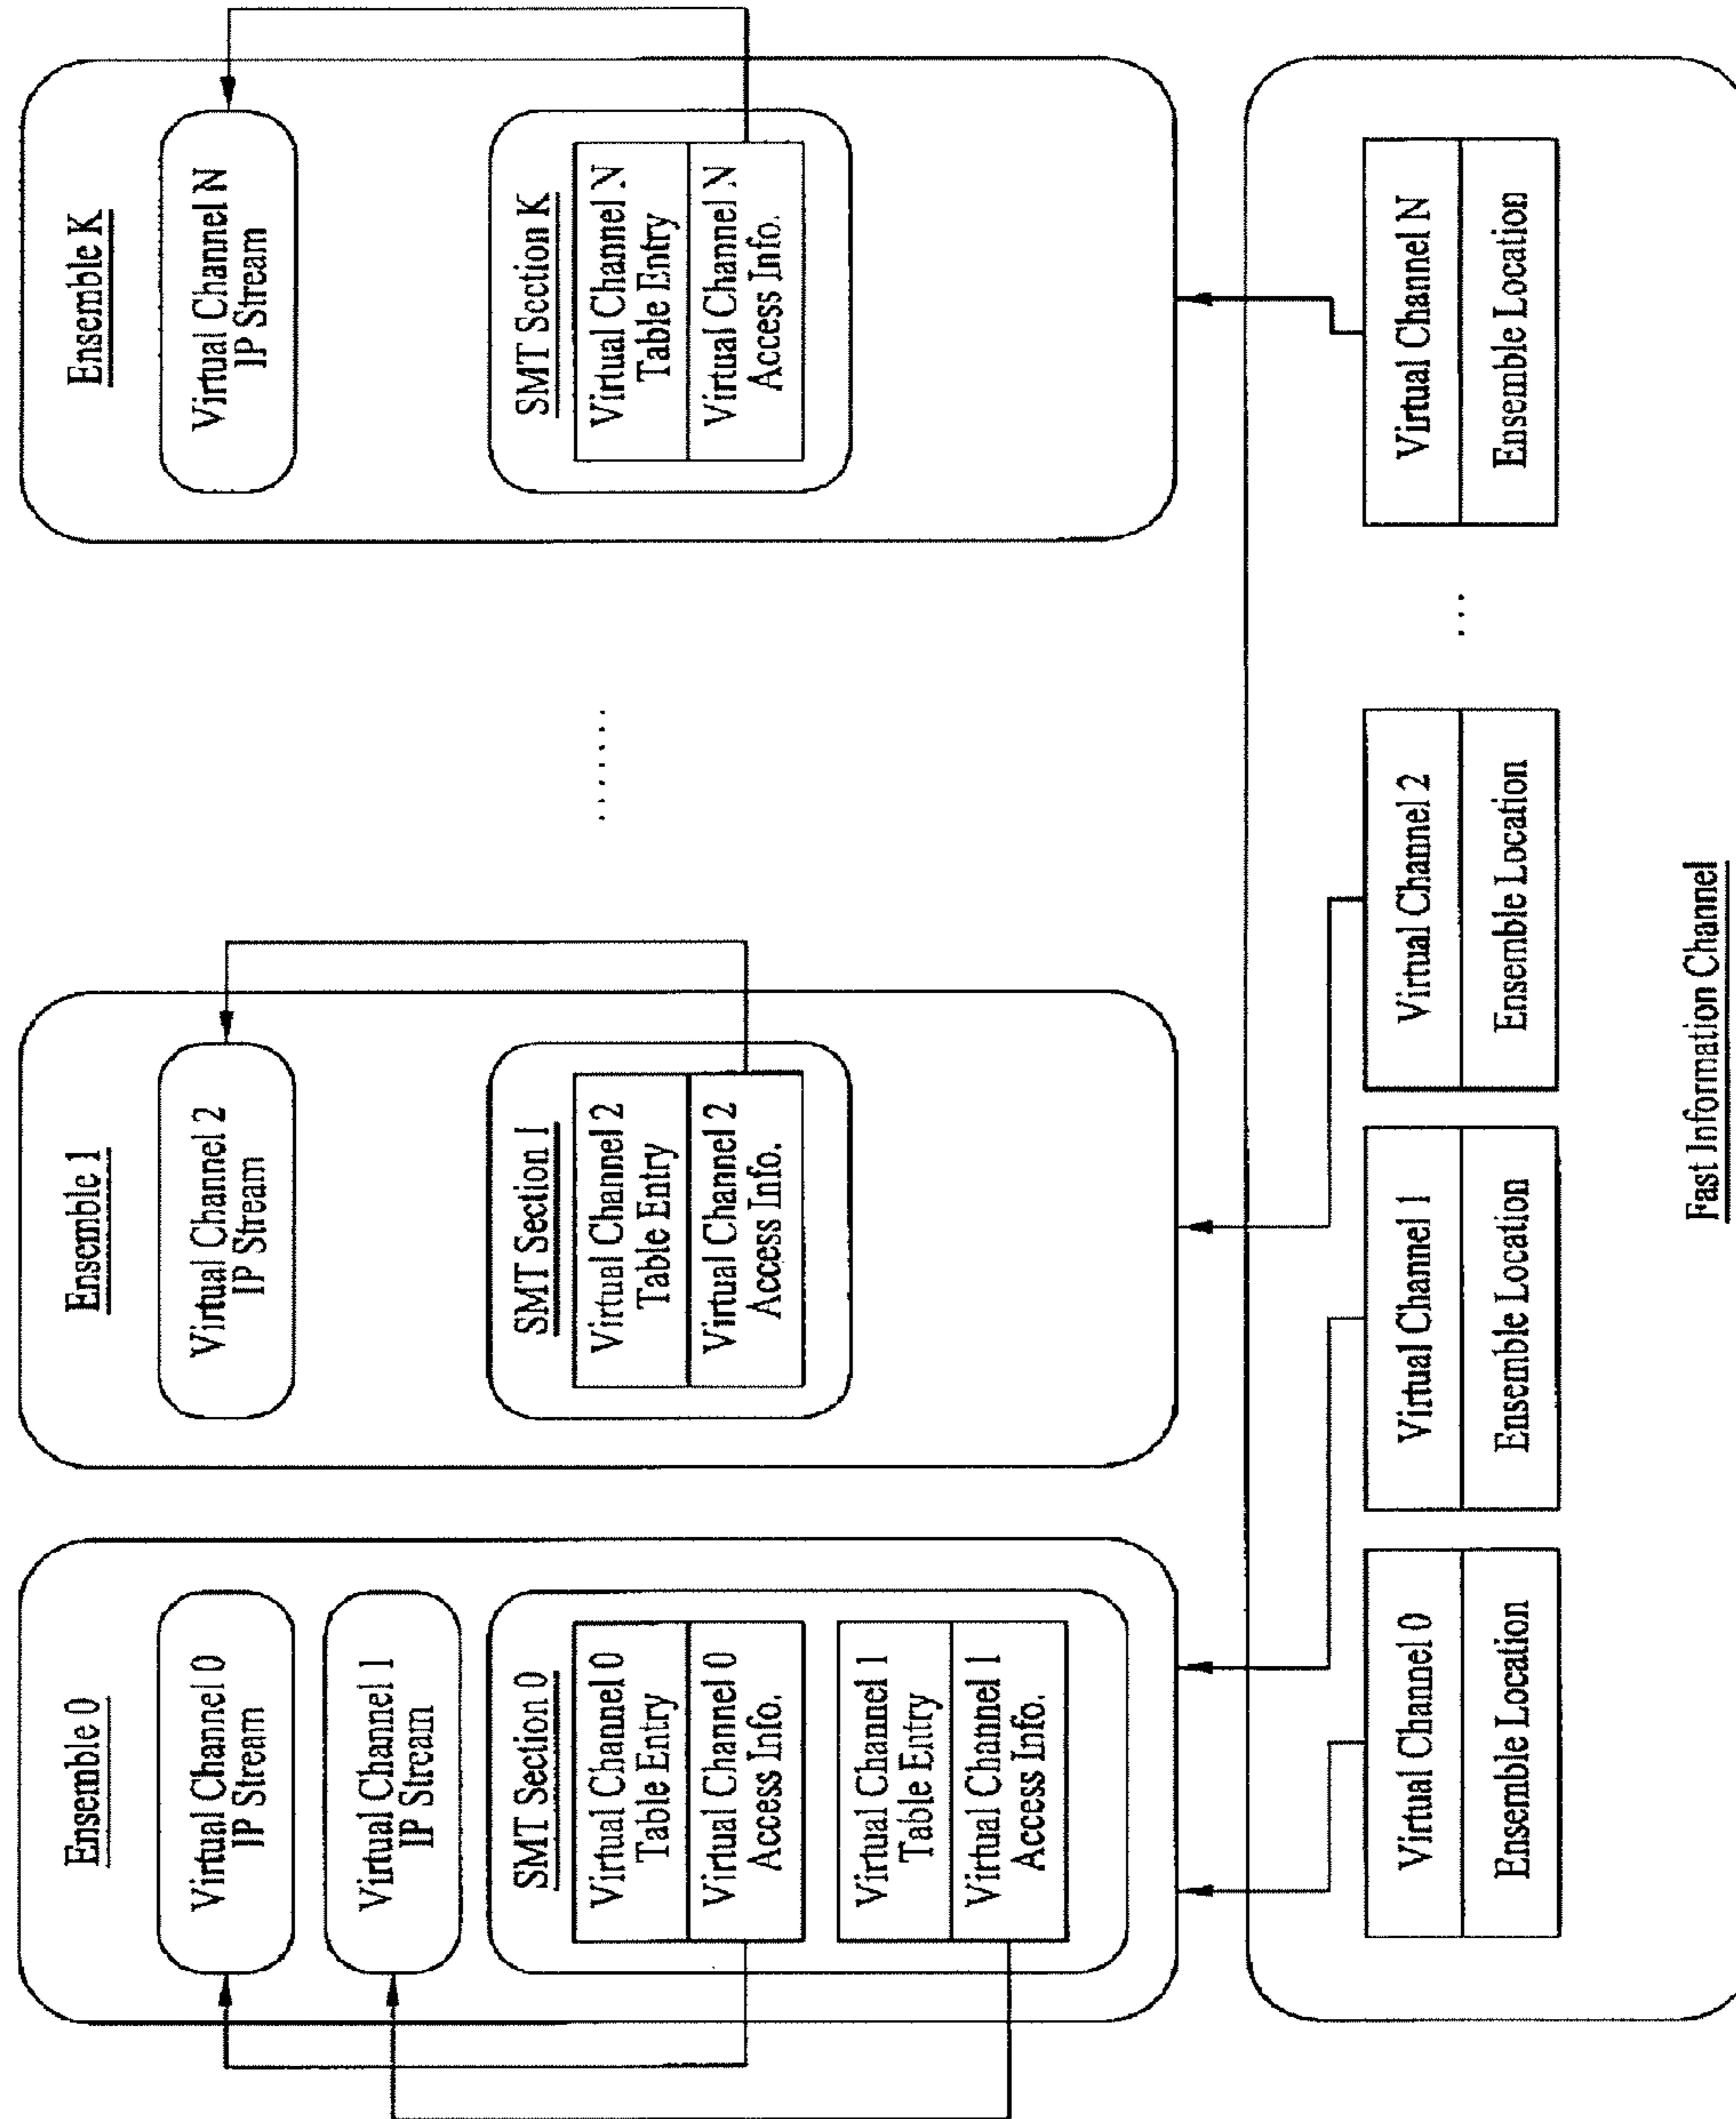 Ensemble 0
Virtual Channel 0
IP Stream
Virtual Channel 1
IP Stream
SMT Section 0
Virtual Channel 0
Table Entry
Virtual Channel 0
Access Info.
Virtual Channel 1
Table Entry
Virtual Channel 1
Access Info.
Ensemble 1
Virtual Channel 2
IP Stream
SMT Section 1
Virtual Channel 2
Table Entry
Virtual Channel 2
Access Info.
........
Ensemble K
Virtual Channel N
IP Stream
SMT Section K
Virtual Channel N
Table Entry
Virtual Channel N
Access Info.
Virtual Channel 0
Ensemble Location
Virtual Channel 1
Ensemble Location
Virtual Channel 2
Ensemble Location
...
Virtual Channel N
Ensemble Location
Fast Information Channel